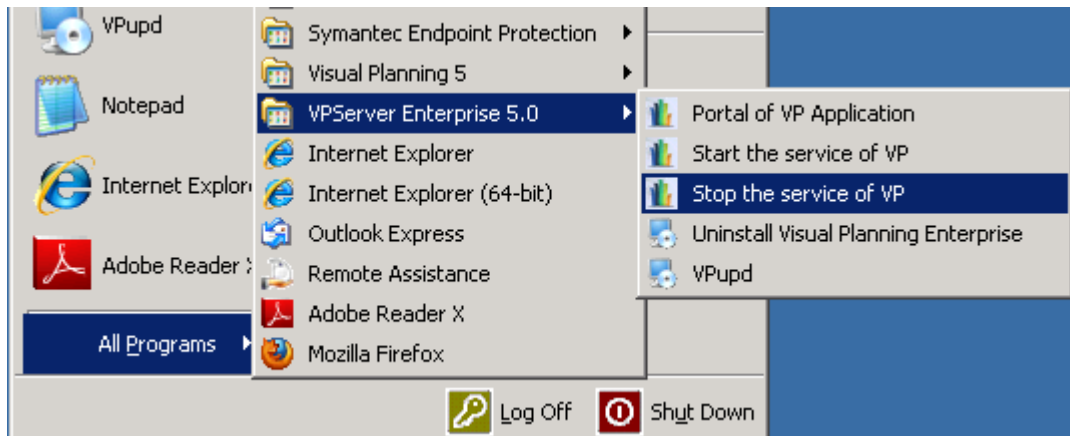 VPupd
Notepad
Internet Explor
Adobe Reader
All Programs
Symantec Endpoint Protection
Visual Planning 5
VPServer Enterprise 5.0
Internet Explorer
Internet Explorer (64-bit)
Outlook Express
Remote Assistance
Adobe Reader X
Mozilla Firefox
Portal of VP Application
Start the service of VP
Stop the service of VP
Uninstall Visual Planning Enterprise
VPupd
Log Off
Shut Down